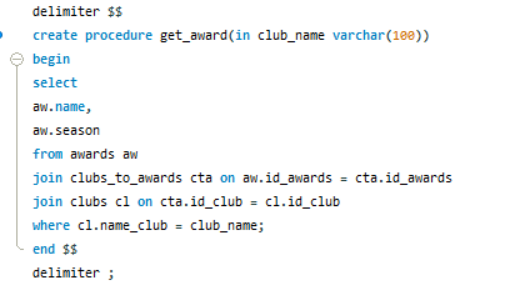 delimiter $$
create procedure get_award(in club_name varchar(100))
begin
select
aw.name,
aw.season
from awards aw
join clubs_to_awards cta on aw.id_awards = cta.id_awards
join clubs cl on cta.id_club = cl.id_club
where cl.name_club = club_name;
end $$
delimiter ;